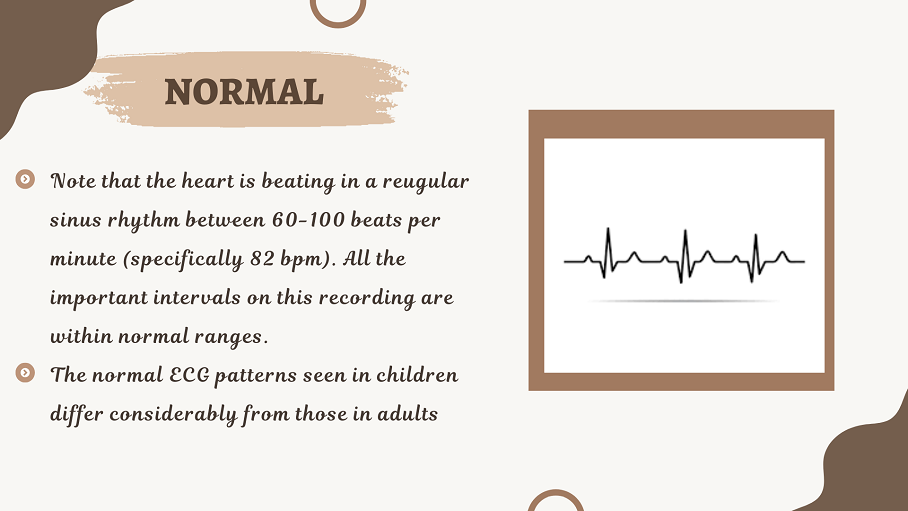 NORMAL
Note that the heart is beating in a reugular
sinus rhythm between 60-100 beats per
minute (specifically 82 bpm). All the
important intervals on this recording are
within normal ranges.
The normal ECG patterns seen in children
differ considerably from those in adults